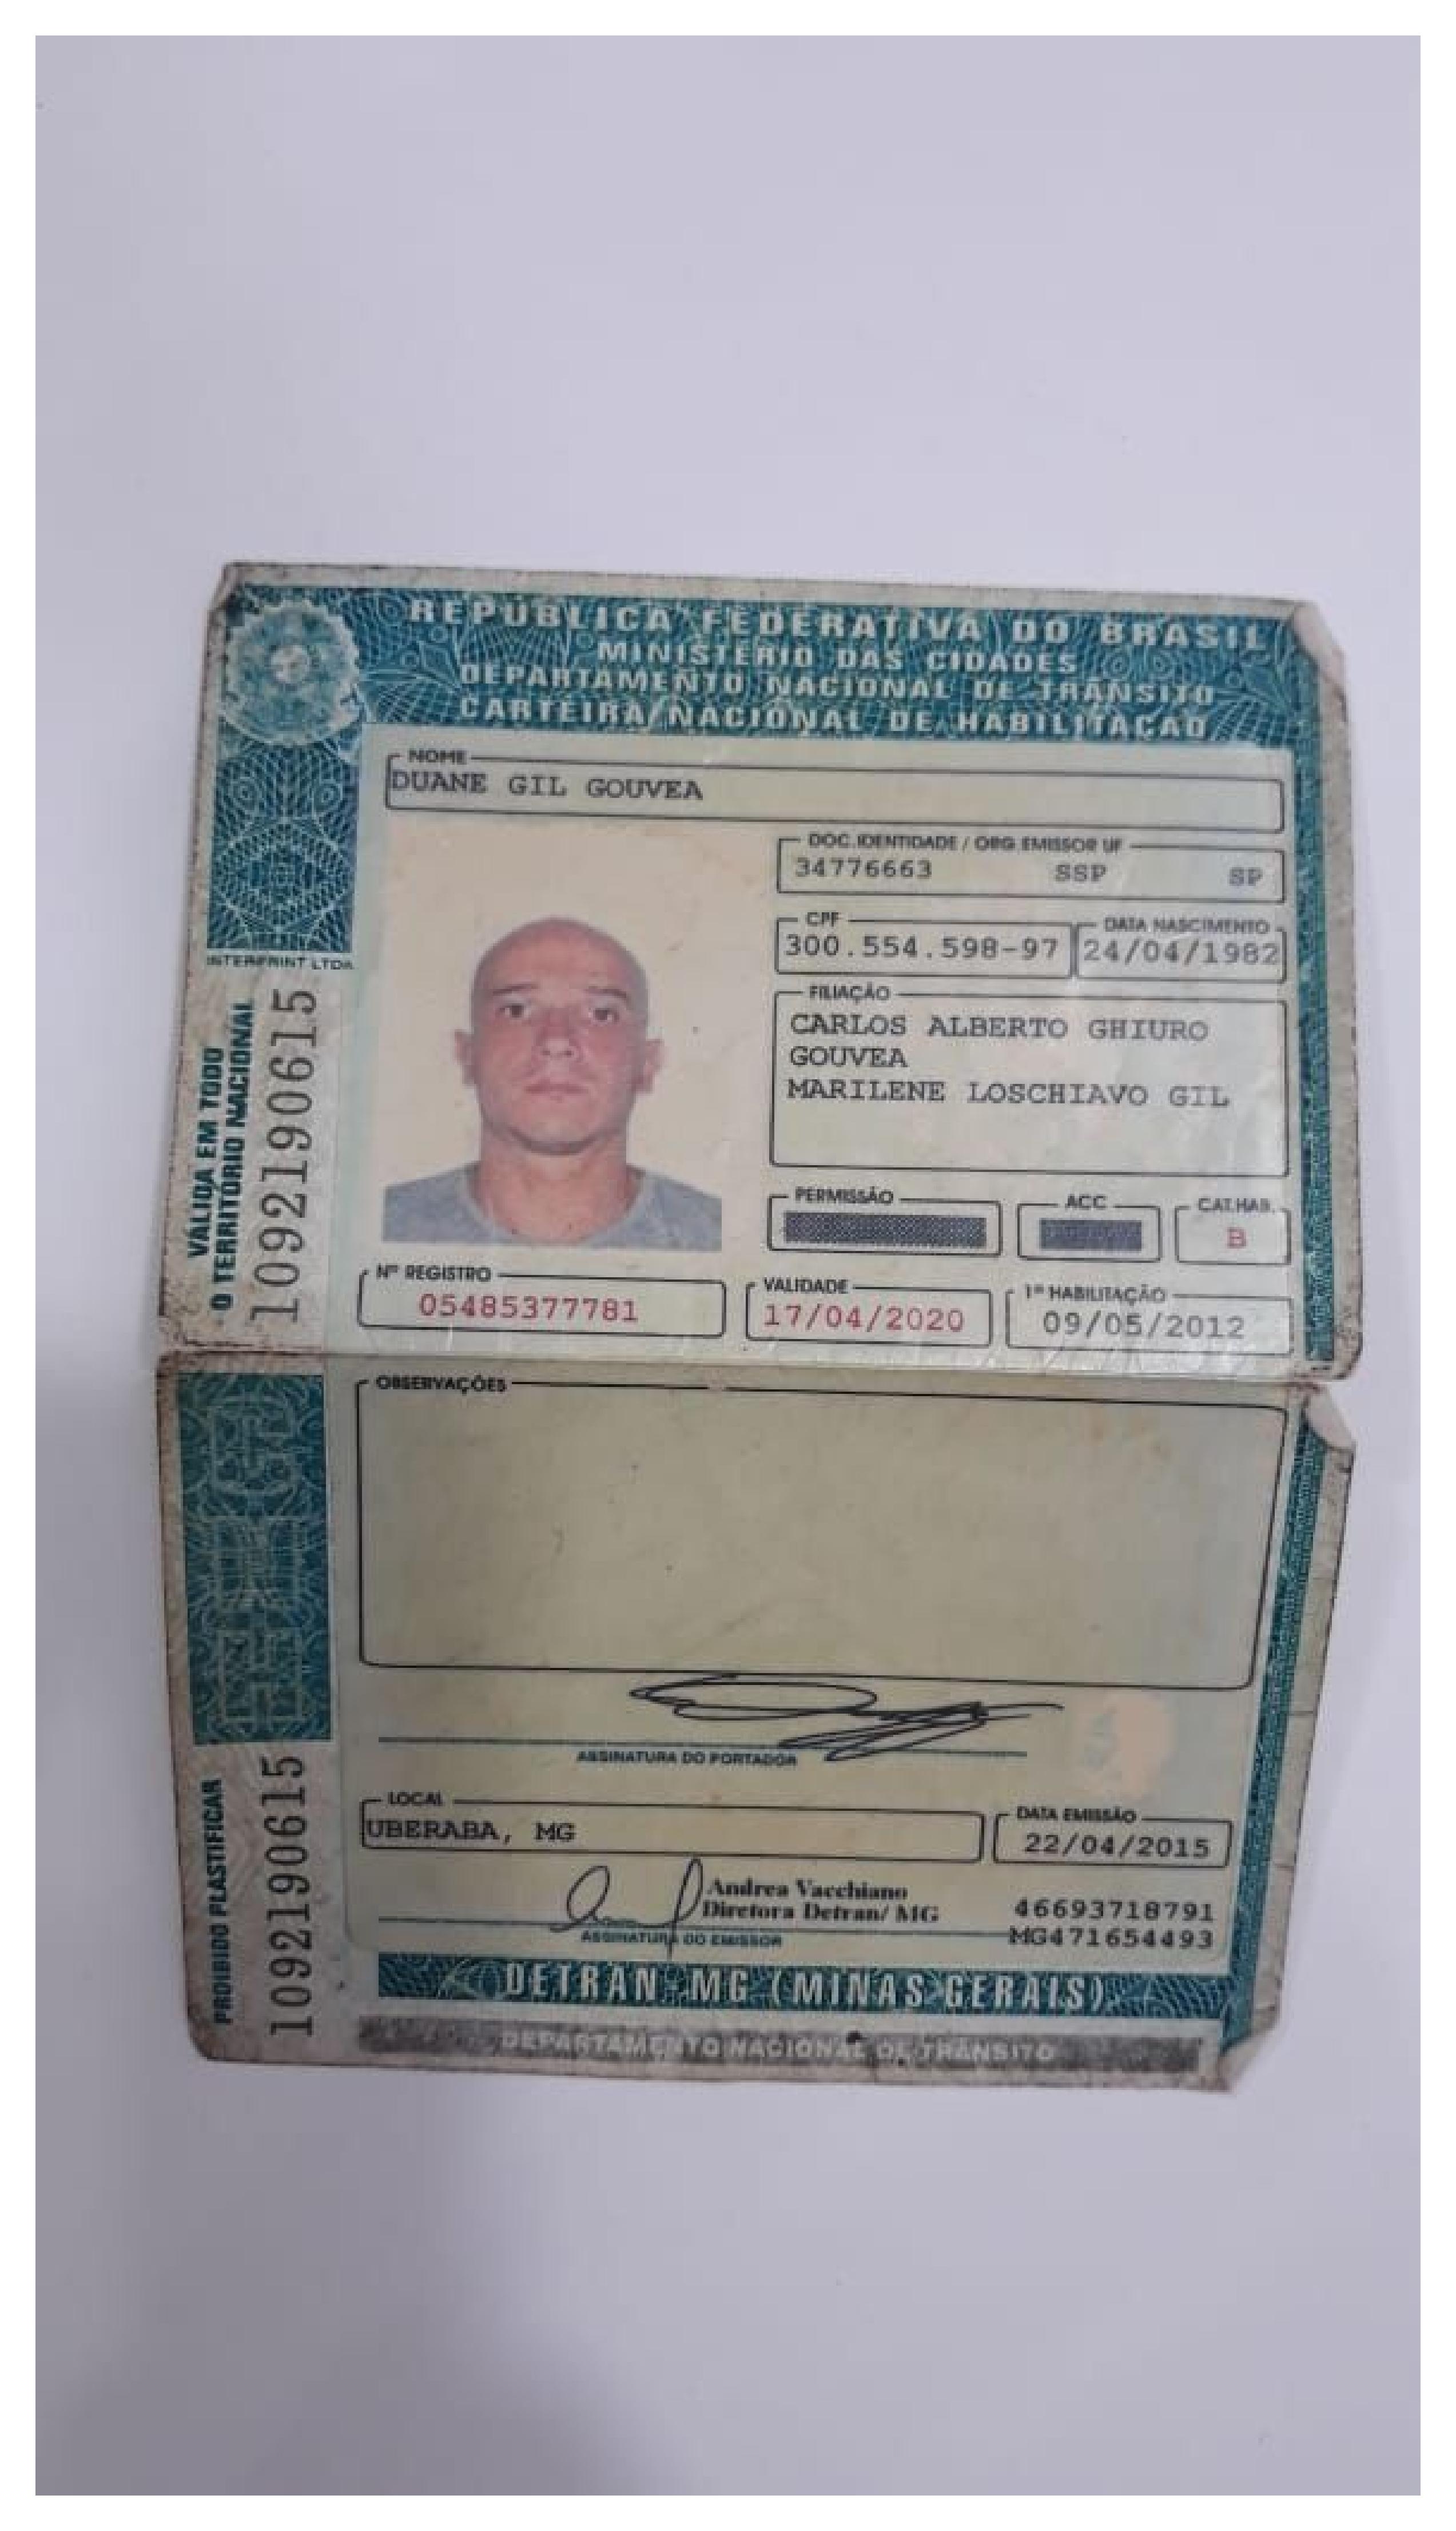 REPÚBLICA FEDERATIVA DO BRASIL
MINISTÉRIO DAS CIDADES
DEPARTAMENTO NACIONAL DE TRÂNSITO
CARTEIRA NACIONAL DE HABILITAÇÃO
NOME
DUANE GIL GOUVEA
DOC. IDENTIDADE / ORG. EMISSOR UF
34776663 SSP SP
CPF DATA NASCIMENTO
300.554.598-97 24/04/1982
FILIAÇÃO
CARLOS ALBERTO GHIURO
GOUVEA
MARILENE LOSCHIAVO GIL
PERMISSÃO ACC CAT.HAB.
B
Nº REGISTRO VALIDADE 1ª HABILITAÇÃO
05485377781 17/04/2020 09/05/2012
INTERPRINT LTDA
VÁLIDA EM TODO
O TERRITÓRIO NACIONAL
1092190615
OBSERVAÇÕES
ASSINATURA DO PORTADOR
LOCAL DATA EMISSÃO
UBERABA, MG 22/04/2015
Andrea Vacchiano
Diretora Detran/ MG
ASSINATURA DO EMISSOR
46693718791
MG471654493
PROIBIDO PLASTIFICAR
1092190615
DETRAN-MG (MINAS GERAIS)
DEPARTAMENTO NACIONAL DE TRÂNSITO